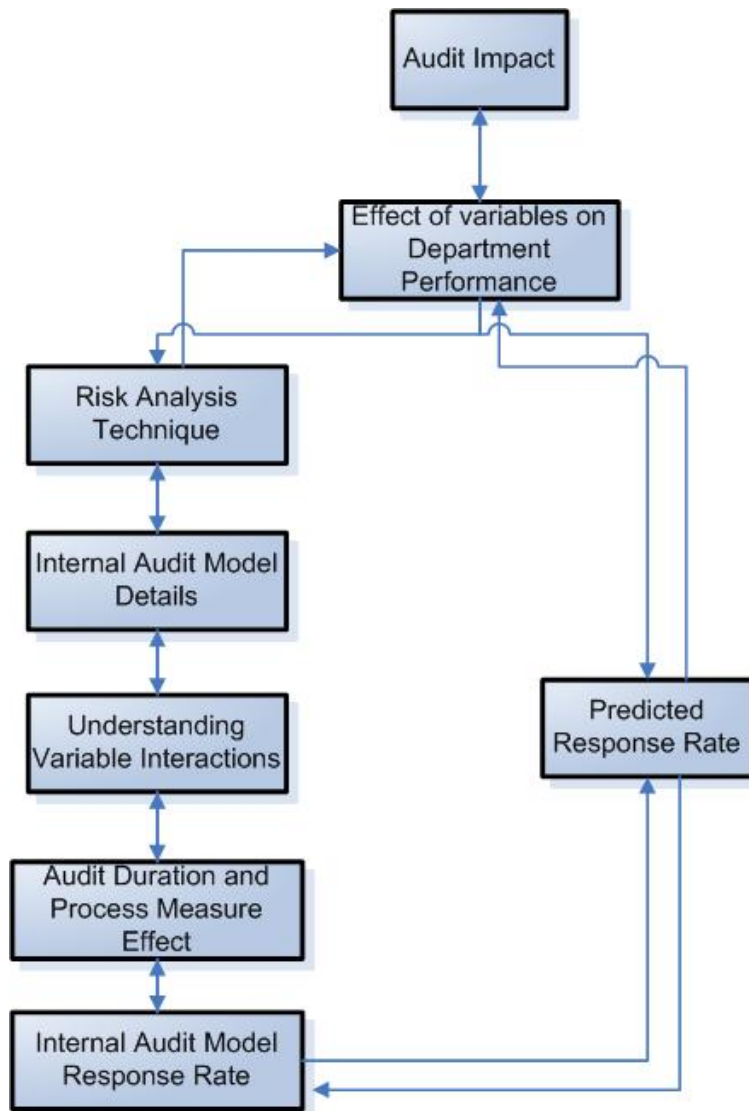 Audit Impact
Effect of variables on
Department
Performance
Risk Analysis
Technique
Internal Audit Model
Details
Understanding
Variable Interactions
Predicted
Response Rate
Audit Duration and
Process Measure
Effect
Internal Audit Model
Response Rate